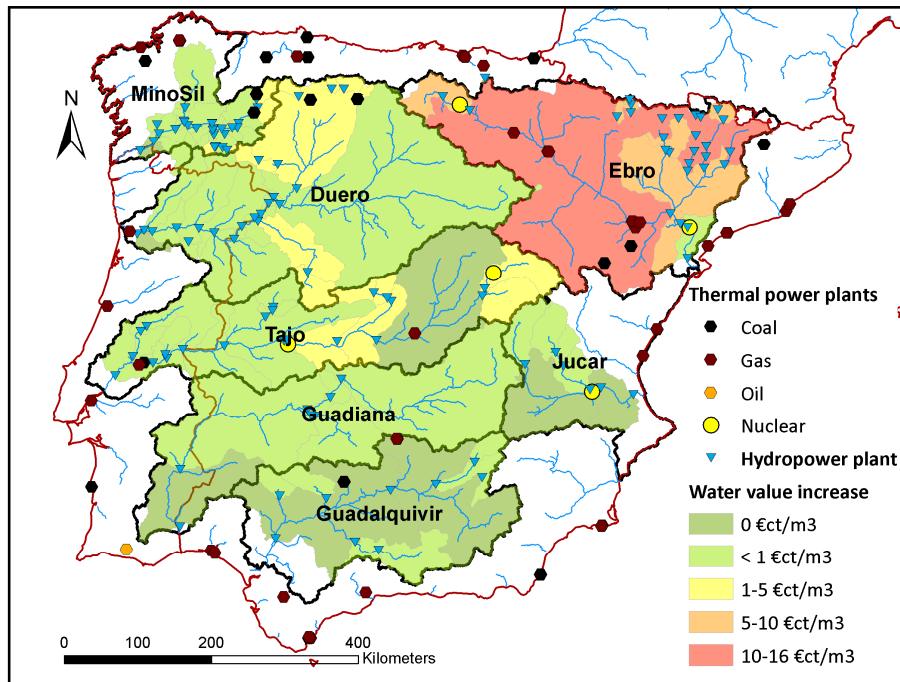 MinoSil
N
Duero
Ebro
Tajo
Jucar
Guadiana
Guadalquivir
Thermal power plants
Coal
Gas
Oil
Nuclear
Hydropower plant
Water value increase
0 €ct/m3
< 1 €ct/m3
1-5 €ct/m3
5-10 €ct/m3
10-16 €ct/m3
0 100 200 400
Kilometers